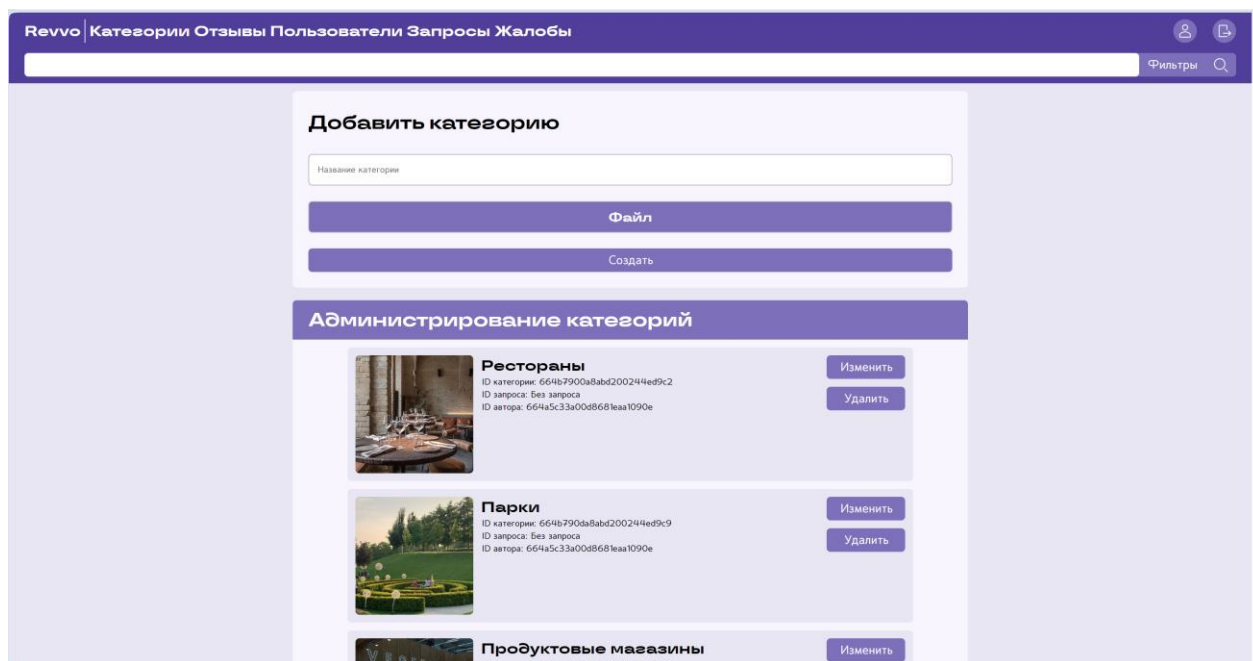 Revvo Категории Отзывы Пользователи Запросы Жалобы
Фильтры
Добавить категорию
Название категории
Файл
Создать
Администрирование категорий
Рестораны
ID категории: 664b7900a8abd200244ed9c2
ID запроса: Без запроса
ID автора: 664a5c33a00d8681eaa1090e
Изменить
Удалить
Парки
ID категории: 664b790da8abd200244ed9c9
ID запроса: Без запроса
ID автора: 664a5c33a00d8681eaa1090e
Изменить
Удалить
Продуктовые магазины
Изменить